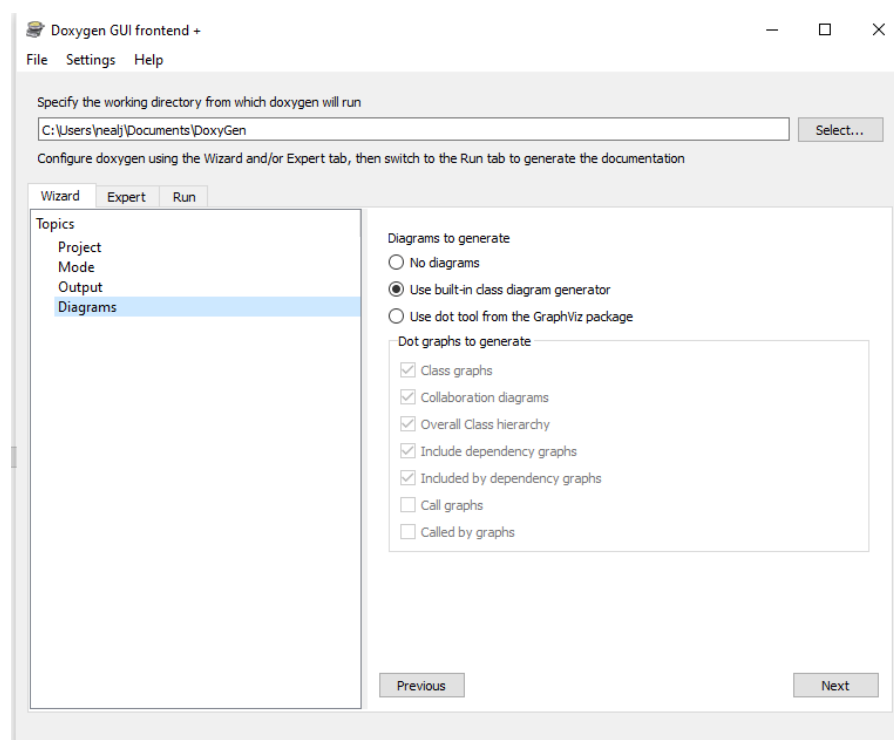 Doxygen GUI frontend +
File Settings Help
Specify the working directory from which doxygen will run
C:\Users\nealj\Documents\DoxyGen
Select...
Configure doxygen using the Wizard and/or Expert tab, then switch to the Run tab to generate the documentation
Wizard Expert Run
Topics
Project
Mode
Output
Diagrams
Diagrams to generate
No diagrams
Use built-in class diagram generator
Use dot tool from the GraphViz package
Dot graphs to generate
Class graphs
Collaboration diagrams
Overall Class hierarchy
Include dependency graphs
Included by dependency graphs
Call graphs
Called by graphs
Previous
Next